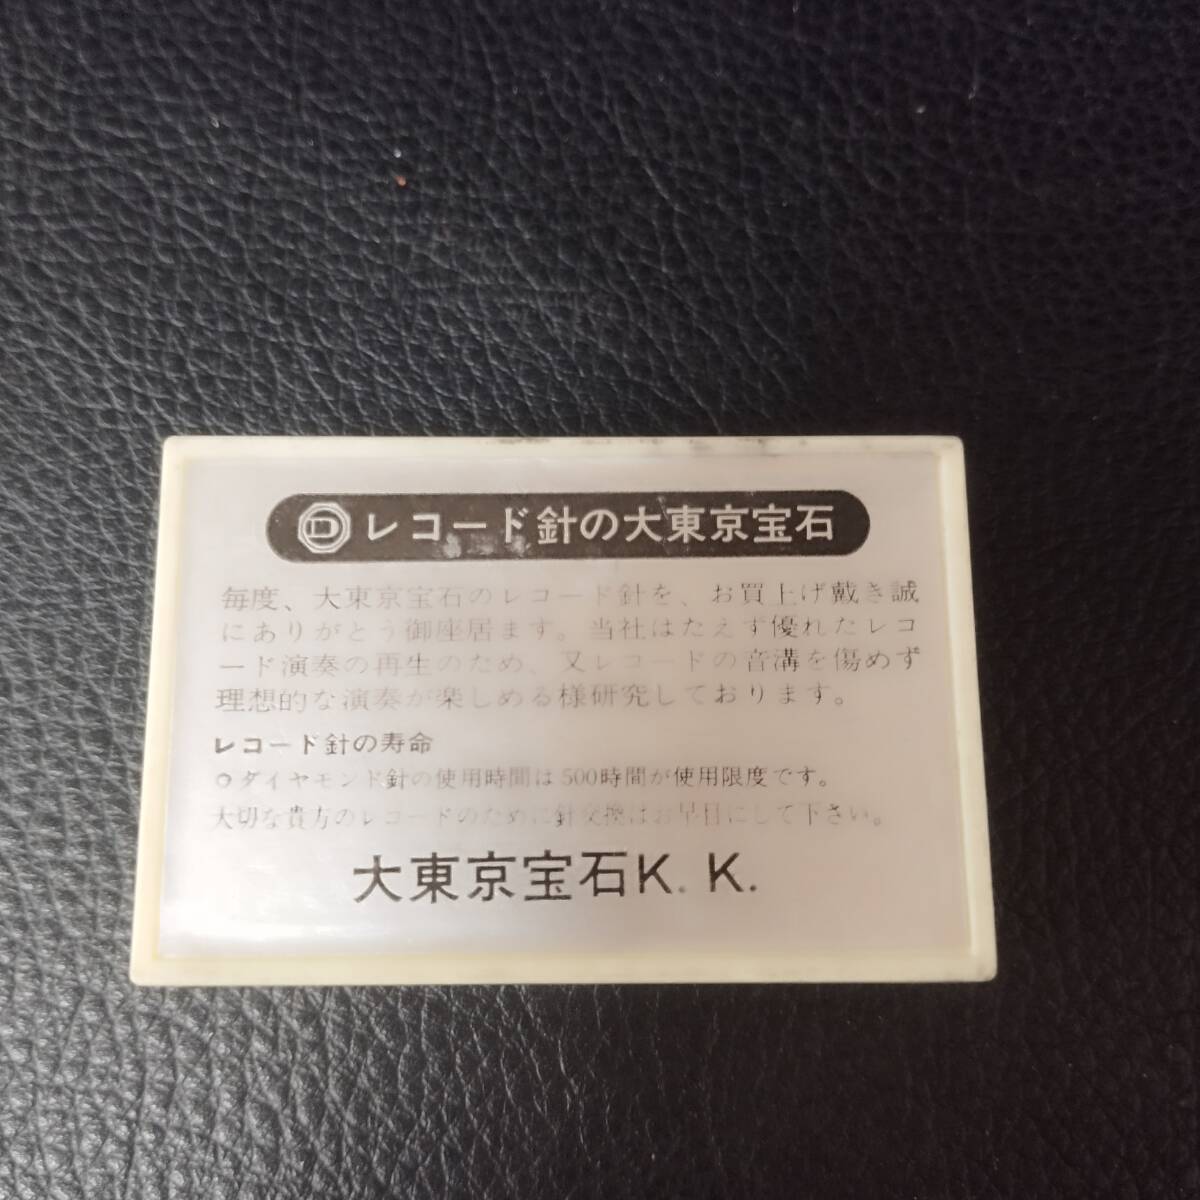 D レコード針の大東京宝石
毎度、大東京宝石のレコード針を、お買上げ戴き誠
にありがとう御座居ます。当社はたえず優れたレコ
ード演奏の再生のため、又レコードの音溝を傷めず
理想的な演奏が楽しめる様研究しております。
レコード針の寿命
○ダイヤモンド針の使用時間は500時間が使用限度です。
大切な貴方のレコードのために針交換はお早目にして下さい。
大東京宝石K.K.